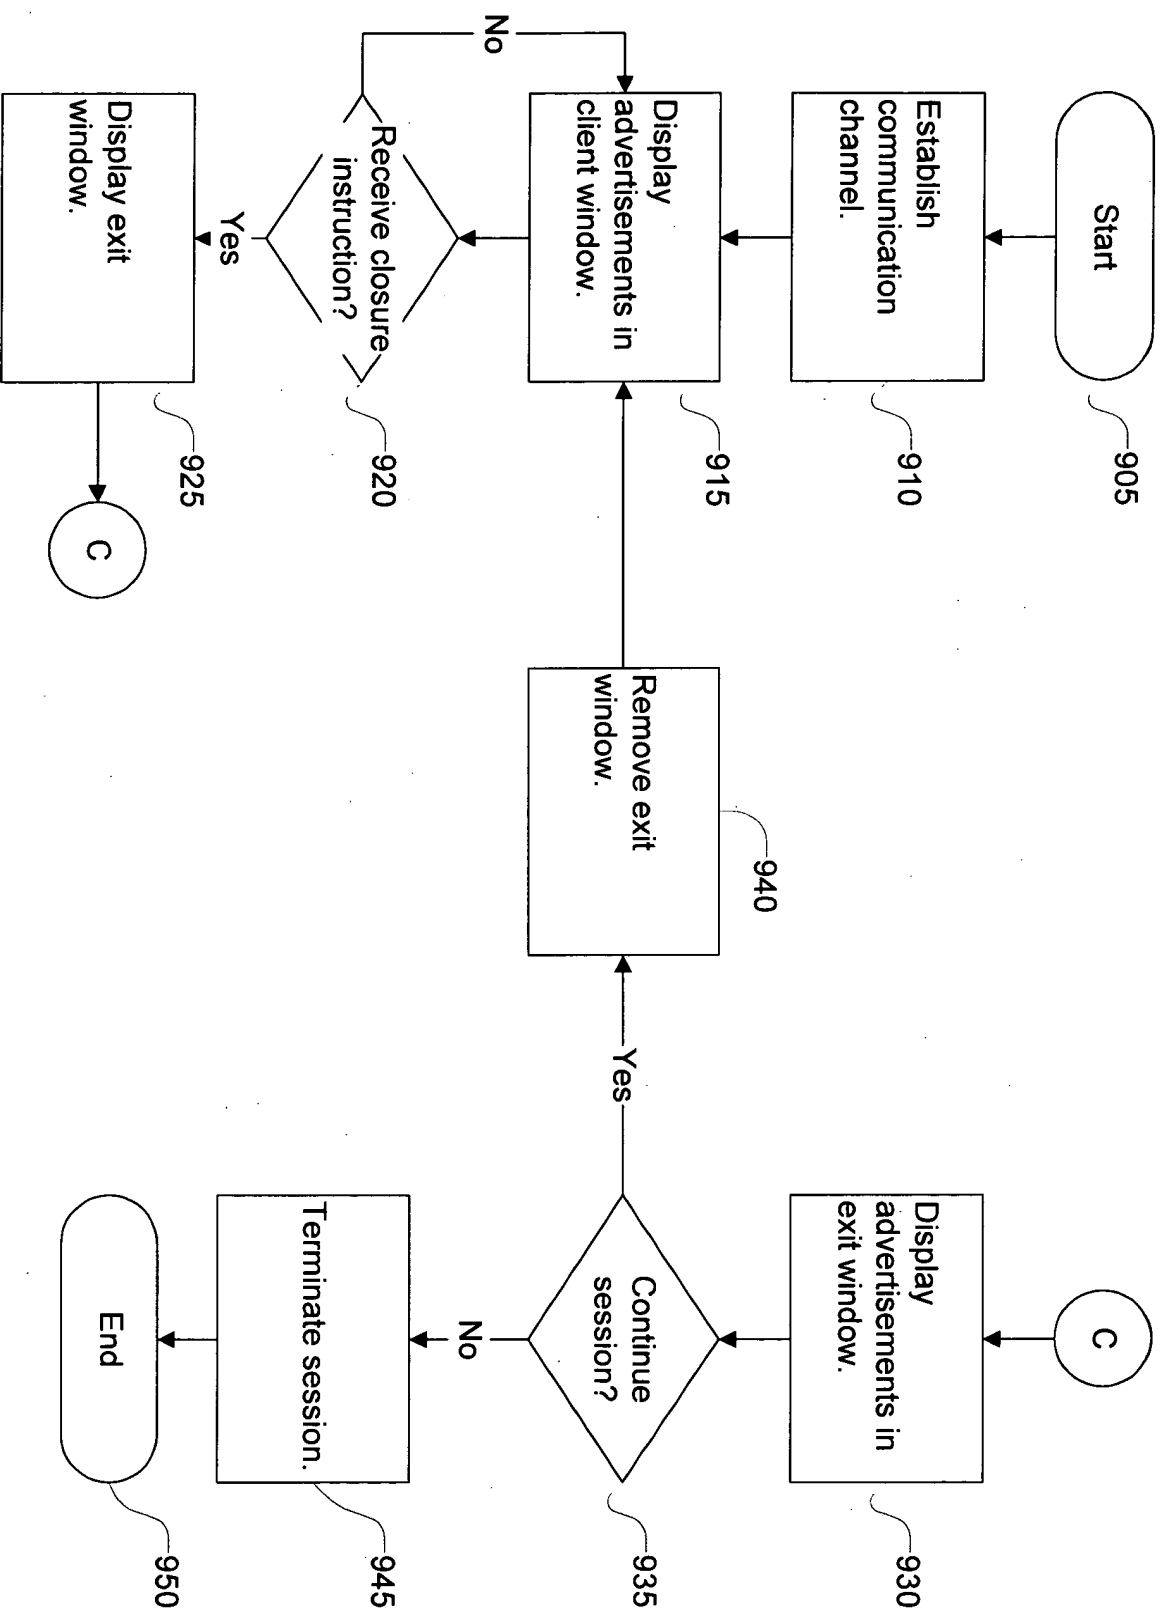 Start
905
Establish
communication
channel.
910
Display
advertisements in
client window.
915
No
Receive closure
instruction?
920
Yes
Display exit
window.
925
C
Remove exit
window.
940
Yes
C
Display
advertisements in
exit window.
930
Continue
session?
935
No
Terminate session.
945
End
950